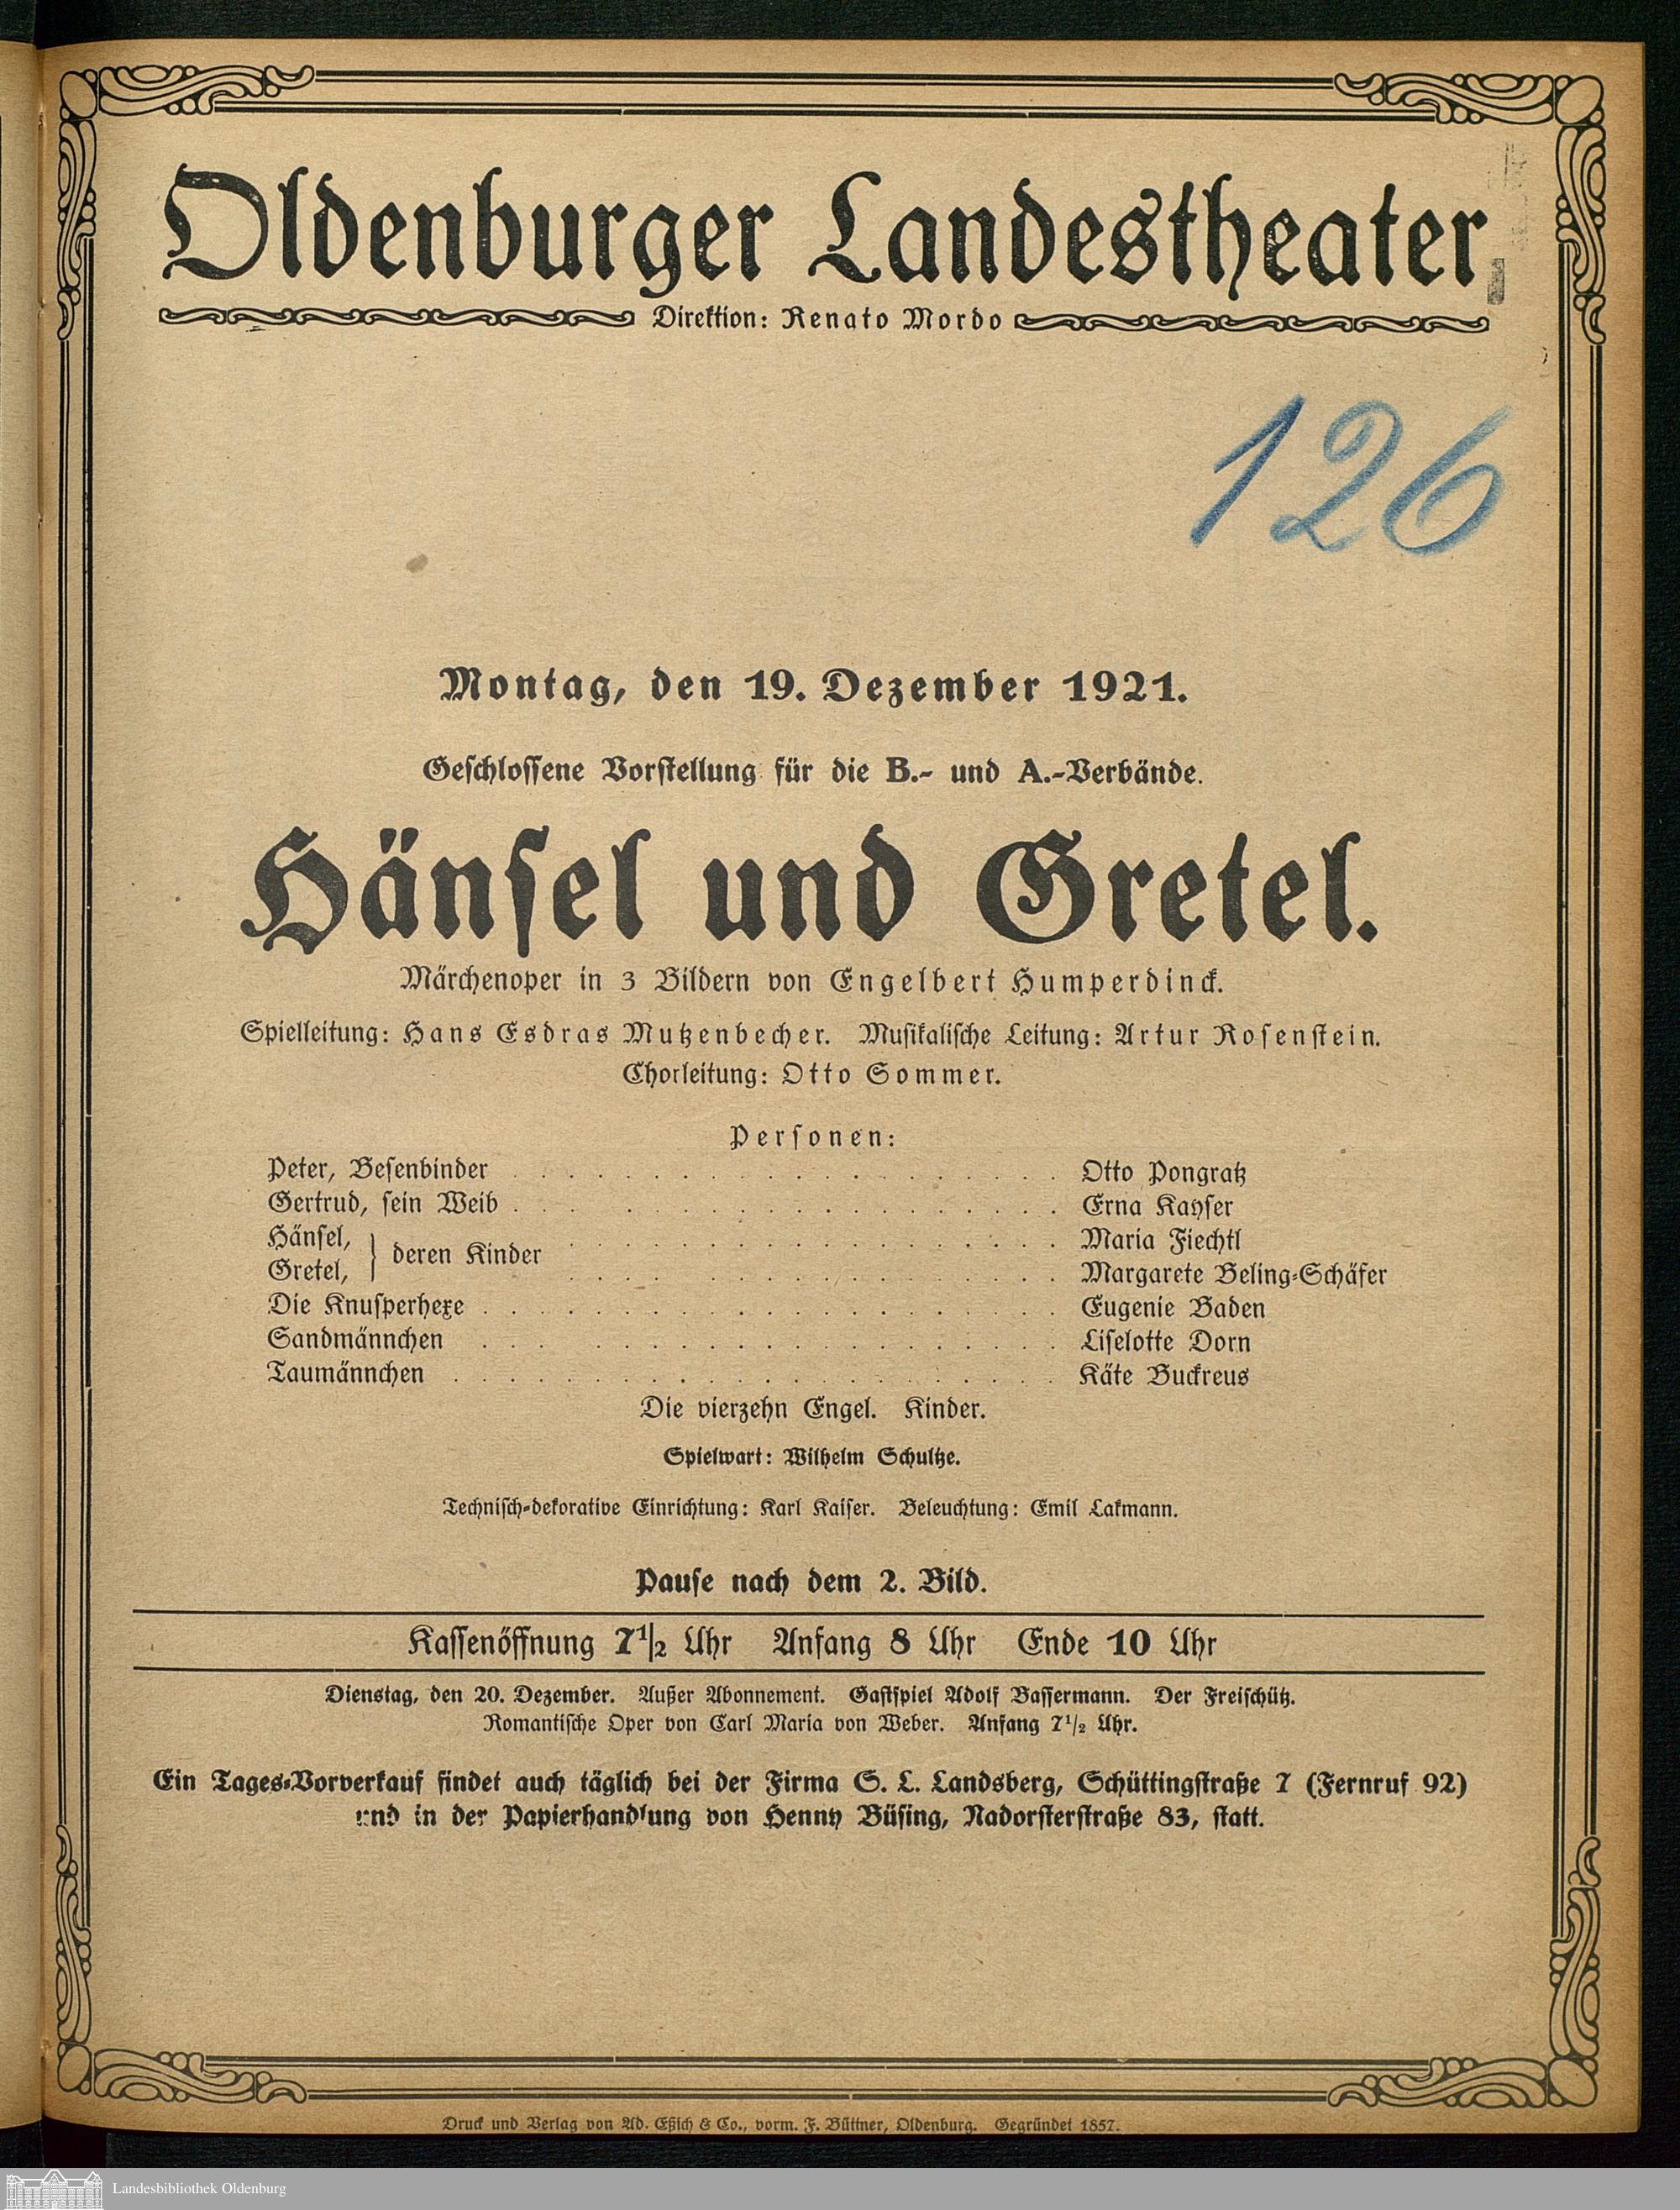 Oldenburger Landestheater
Direktion: Renato Mordo
126
Montag, den 19. Dezember 1921.
Geschlossene Vorstellung für die B.- und A.-Verbände.
Hänsel und Gretel.
Märchenoper in 3 Bildern von Engelbert Humperdinck.
Spielleitung: Hans Esdras Mutzenbecher. Musikalische Leitung: Artur Rosenstein.
Chorleitung: Otto Sommer.
Personen:
Peter, Besenbinder . . . . . . . . . . . . . . . . . . Otto Pongratz
Gertrud, sein Weib . . . . . . . . . . . . . . . . . . Erna Kayser
Hänsel, } deren Kinder . . . . . . . . . . . . . . . . Maria Fiechtl
Gretel, . . . . . . . . . . . . . . . . Margarete Beling-Schäfer
Die Knusperhexe . . . . . . . . . . . . . . . . . . . Eugenie Baden
Sandmännchen . . . . . . . . . . . . . . . . . . . Liselotte Dorn
Taumännchen . . . . . . . . . . . . . . . . . . . . Käte Buckreus
Die vierzehn Engel. Kinder.
Spielwart: Wilhelm Schultze.
Technisch-dekorative Einrichtung: Karl Kaiser. Beleuchtung: Emil Lakmann.
Pause nach dem 2. Bild.
Kassenöffnung 7 1/2 Uhr Anfang 8 Uhr Ende 10 Uhr
Dienstag, den 20. Dezember. Außer Abonnement. Gastspiel Adolf Bassermann. Der Freischütz.
Romantische Oper von Carl Maria von Weber. Anfang 7 1/2 Uhr.
Ein Tages-Vorverkauf findet auch täglich bei der Firma S. L. Landsberg, Schüttingstraße 7 (Fernruf 92)
und in der Papierhandlung von Henny Büsing, Nadorsterstraße 83, statt.
Druck und Verlag von Ad. Eßich & Co., vorm. F. Büttner, Oldenburg. Gegründet 1857.
Landesbibliothek Oldenburg